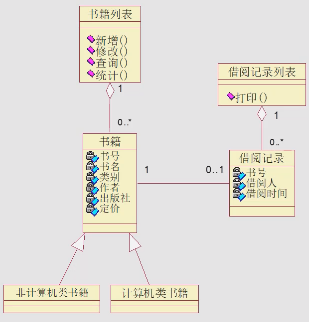 书籍列表
新增()
修改()
查询()
统计()
借阅记录列表
打印()
1
1
0..*
0..*
书籍
书号
书名
类别
作者
出版社
定价
1
0..1
借阅记录
书号
借阅人
借阅时间
非计算机类书籍
计算机类书籍